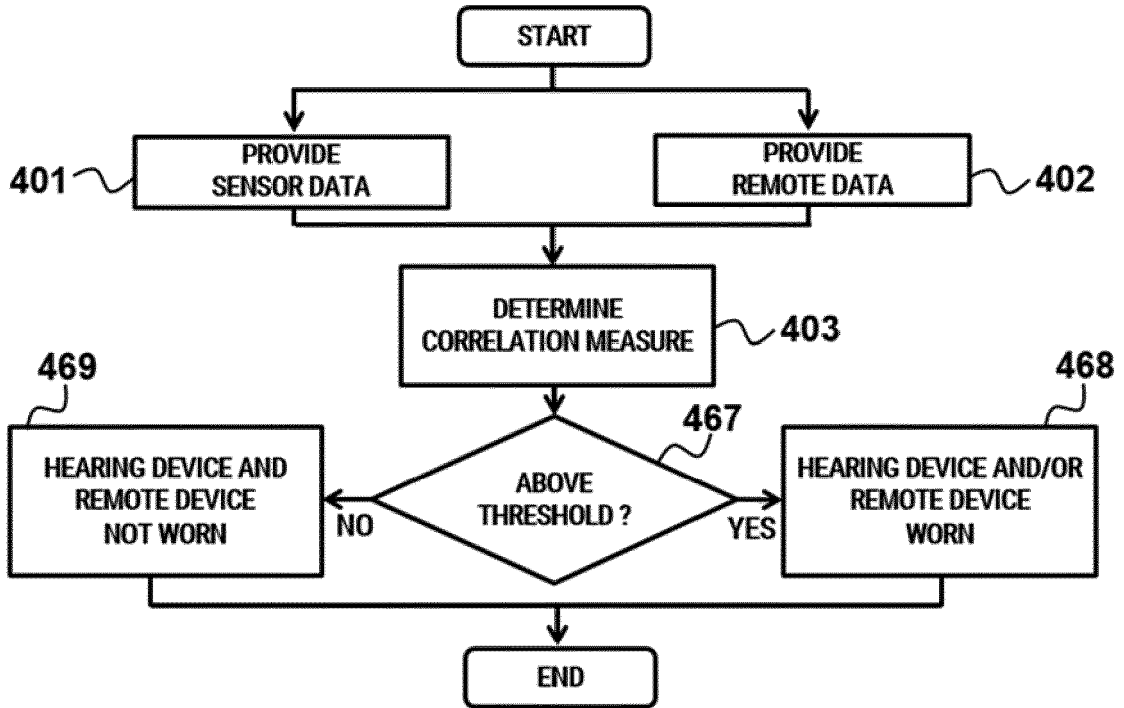 START
PROVIDE
SENSOR DATA
401
PROVIDE
REMOTE DATA
402
DETERMINE
CORRELATION MEASURE
403
469
HEARING DEVICE AND
REMOTE DEVICE
NOT WORN
467
ABOVE
THRESHOLD ?
NO
YES
468
HEARING DEVICE AND/OR
REMOTE DEVICE
WORN
END